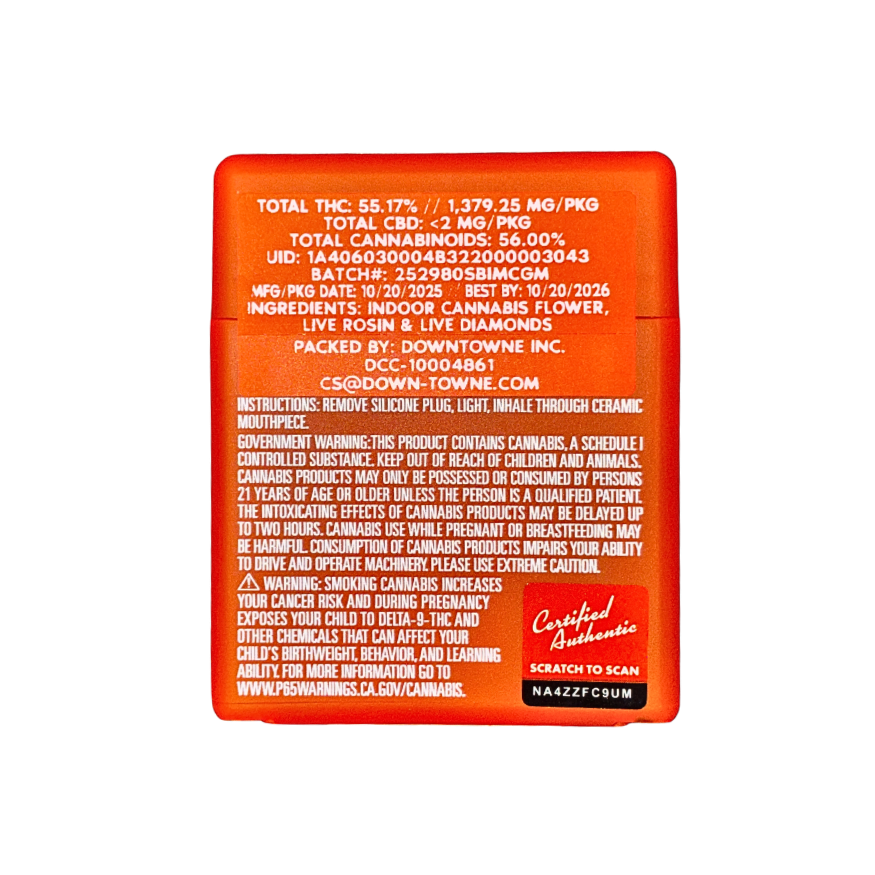 TOTAL THC: 55.17% // 1,379.25 MG/PKG
TOTAL CBD: <2 MG/PKG
TOTAL CANNABINOIDS: 56.00%
UID: 1A406030004B322000003043
BATCH#: 252980SBIMCGM
MFG/PKG DATE: 10/20/2025 // BEST BY: 10/20/2026
INGREDIENTS: INDOOR CANNABIS FLOWER,
LIVE ROSIN & LIVE DIAMONDS
PACKED BY: DOWNTOWNE INC.
DCC-10004861
CS@DOWN-TOWNE.COM
INSTRUCTIONS: REMOVE SILICONE PLUG, LIGHT, INHALE THROUGH CERAMIC
MOUTHPIECE.
GOVERNMENT WARNING:THIS PRODUCT CONTAINS CANNABIS, A SCHEDULE I
CONTROLLED SUBSTANCE. KEEP OUT OF REACH OF CHILDREN AND ANIMALS.
CANNABIS PRODUCTS MAY ONLY BE POSSESSED OR CONSUMED BY PERSONS
21 YEARS OF AGE OR OLDER UNLESS THE PERSON IS A QUALIFIED PATIENT.
THE INTOXICATING EFFECTS OF CANNABIS PRODUCTS MAY BE DELAYED UP
TO TWO HOURS. CANNABIS USE WHILE PREGNANT OR BREASTFEEDING MAY
BE HARMFUL. CONSUMPTION OF CANNABIS PRODUCTS IMPAIRS YOUR ABILITY
TO DRIVE AND OPERATE MACHINERY. PLEASE USE EXTREME CAUTION.
⚠ WARNING: SMOKING CANNABIS INCREASES
YOUR CANCER RISK AND DURING PREGNANCY
EXPOSES YOUR CHILD TO DELTA-9-THC AND
OTHER CHEMICALS THAT CAN AFFECT YOUR
CHILD'S BIRTHWEIGHT, BEHAVIOR, AND LEARNING
ABILITY. FOR MORE INFORMATION GO TO
WWW.P65WARNINGS.CA.GOV/CANNABIS.
Certified
Authentic
SCRATCH TO SCAN
NA4ZZFC9UM